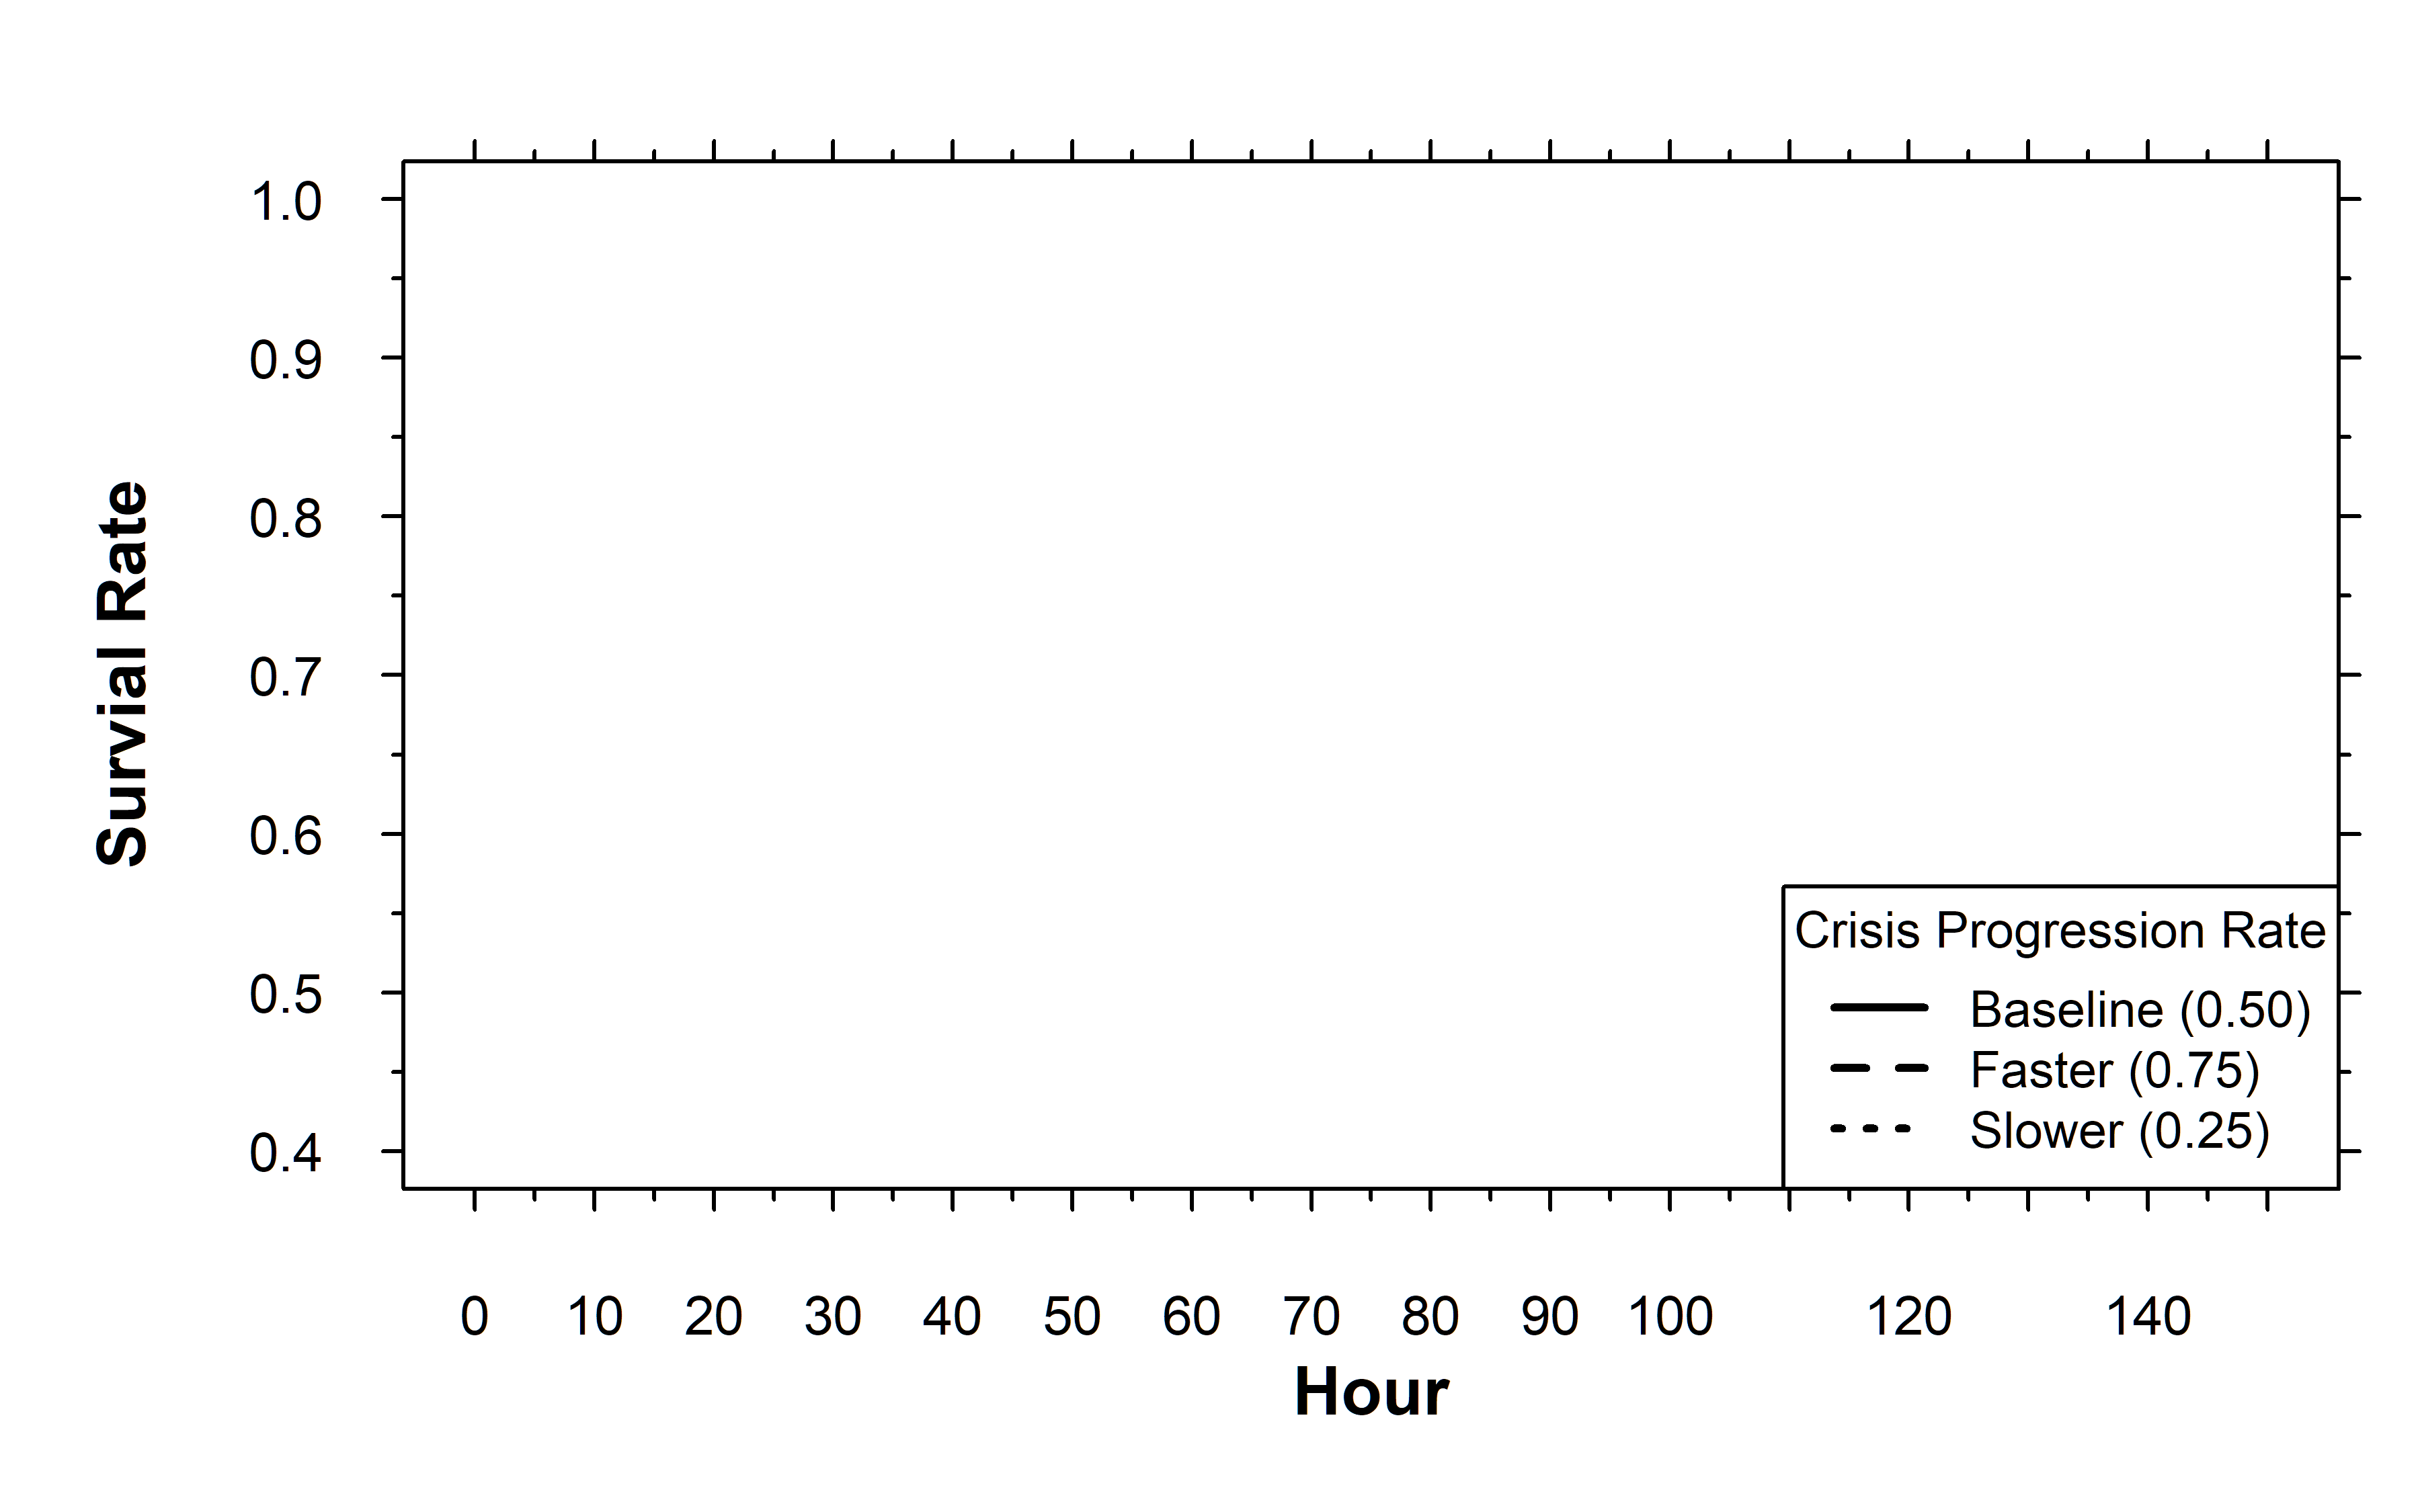 1.0
0.9
0.8
0.7
0.6
0.5
0.4
Survial Rate
Crisis Progression Rate
Baseline (0.50)
Faster (0.75)
Slower (0.25)
0 10 20 30 40 50 60 70 80 90 100 120 140
Hour